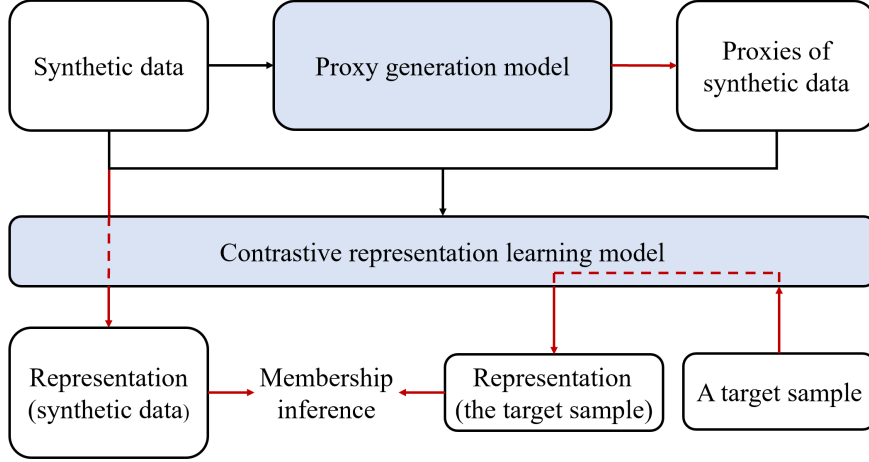 Synthetic data
Proxy generation model
Proxies of
synthetic data
Contrastive representation learning model
Representation
(synthetic data)
Membership
inference
Representation
(the target sample)
A target sample